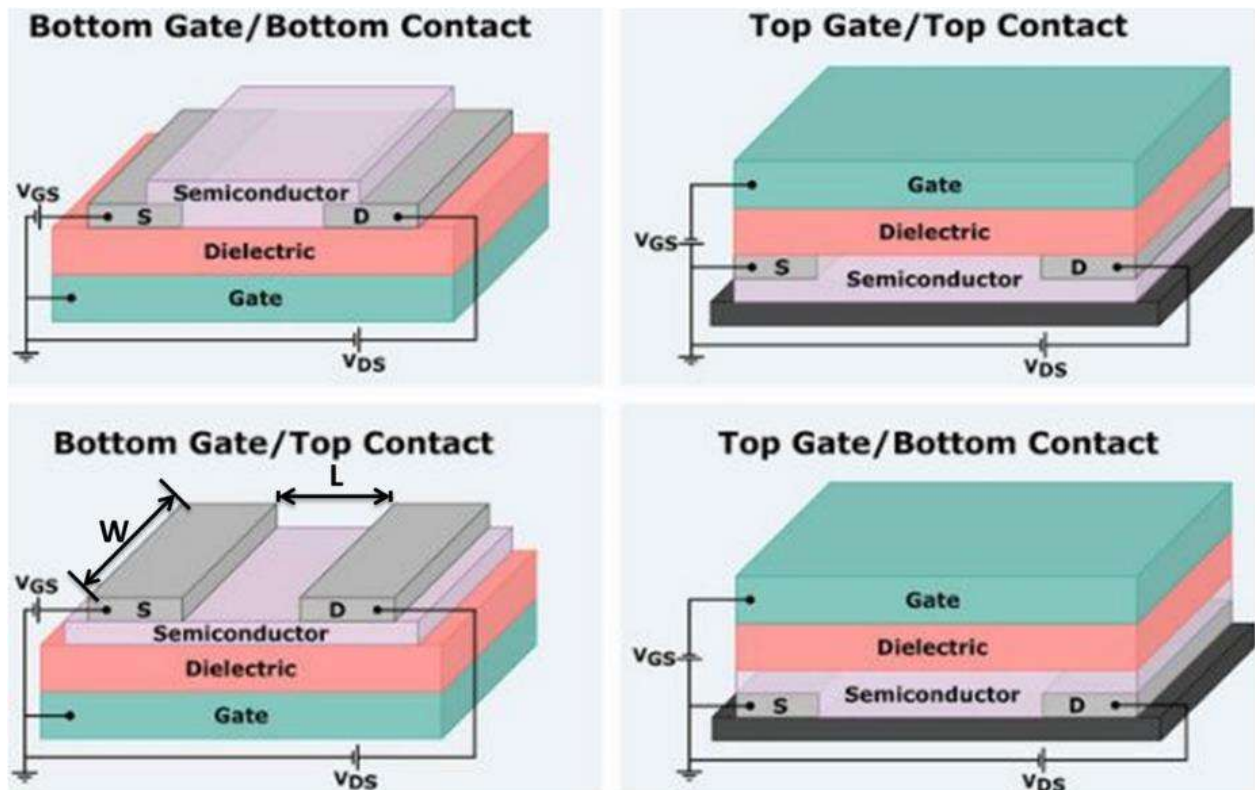 Bottom Gate/Bottom Contact
VGS
Semiconductor
S
D
Dielectric
Gate
VDS
Top Gate/Top Contact
Gate
Dielectric
VGS
S
D
Semiconductor
VDS
Bottom Gate/Top Contact
L
W
VGS
S
D
Semiconductor
Dielectric
Gate
VDS
Top Gate/Bottom Contact
Gate
Dielectric
VGS
Semiconductor
S
D
VDS